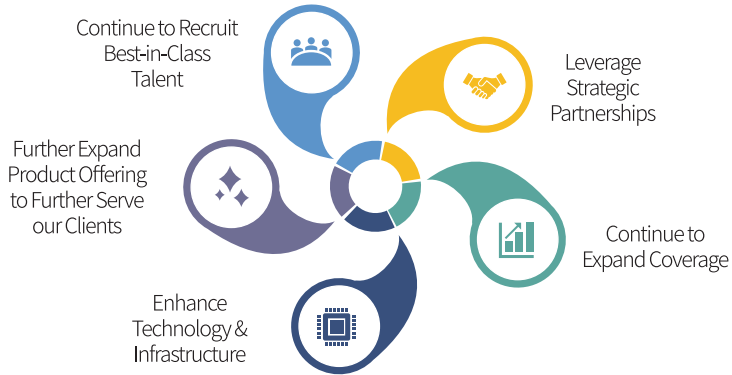 Continue to Recruit
Best-in-Class
Talent
Leverage
Strategic
Partnerships
Further Expand
Product Offering
to Further Serve
our Clients
Continue to
Expand Coverage
Enhance
Technology &
Infrastructure